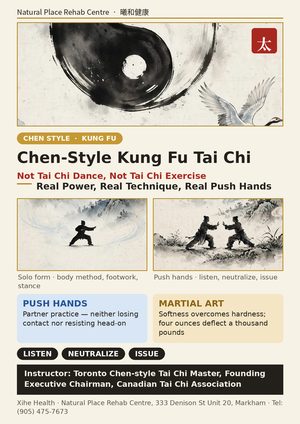 Natural Place Rehab Centre · 曦和健康
太
CHEN STYLE · KUNG FU
Chen-Style Kung Fu Tai Chi
Not Tai Chi Dance, Not Tai Chi Exercise
Real Power, Real Technique, Real Push Hands
Solo form · body method, footwork,
stance
Push hands · listen, neutralize, issue
PUSH HANDS
Partner practice — neither losing
contact nor resisting head-on
MARTIAL ART
Softness overcomes hardness;
four ounces deflect a thousand
pounds
LISTEN
NEUTRALIZE
ISSUE
Instructor: Toronto Chen-style Tai Chi Master, Founding
Executive Chairman, Canadian Tai Chi Association
Xihe Health · Natural Place Rehab Centre, 333 Denison St Unit 20, Markham · Tel:
(905) 475-7673